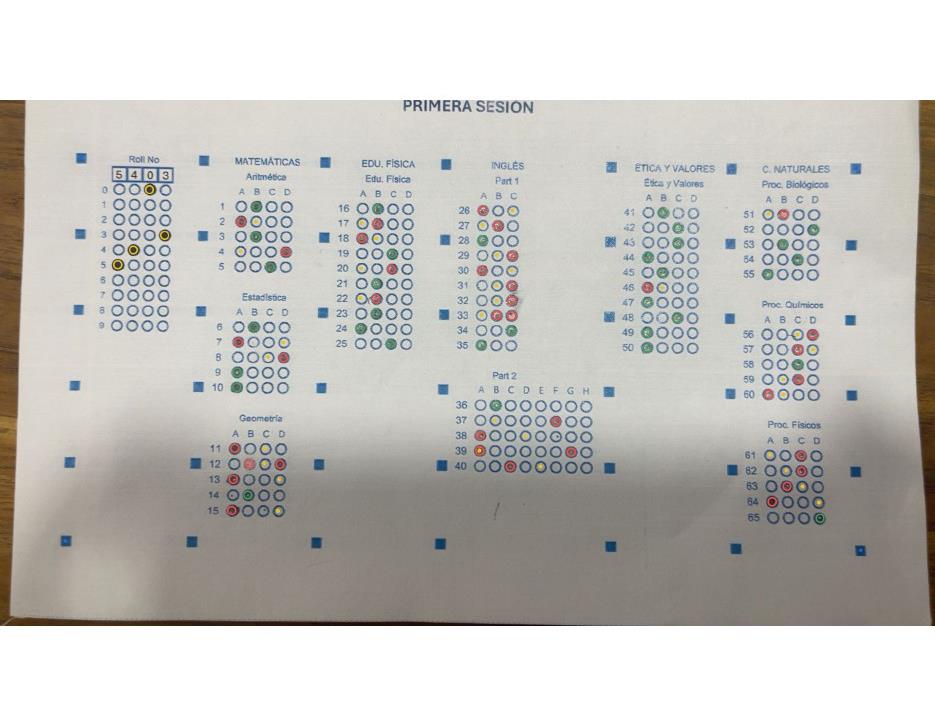 PRIMERA SESIÓN
Roll No
5 4 0 3
0
1
2
3
4
5
6
7
8
9
MATEMÁTICAS
Aritmética
A B C D
1
2
3
4
5
Estadística
A B C D
6
7
8
9
10
Geometría
A B C D
11
12
13
14
15
EDU. FÍSICA
Edu. Física
A B C D
16
17
18
19
20
21
22
23
24
25
INGLÉS
Part 1
A B C
26
27
28
29
30
31
32
33
34
35
Part 2
A B C D E F G H
36
37
38
39
40
ÉTICA Y VALORES
Ética y Valores
A B C D
41
42
43
44
45
46
47
48
49
50
C. NATURALES
Proc. Biológicos
A B C D
51
52
53
54
55
Proc. Químicos
A B C D
56
57
58
59
60
Proc. Físicos
A B C D
61
62
63
64
65